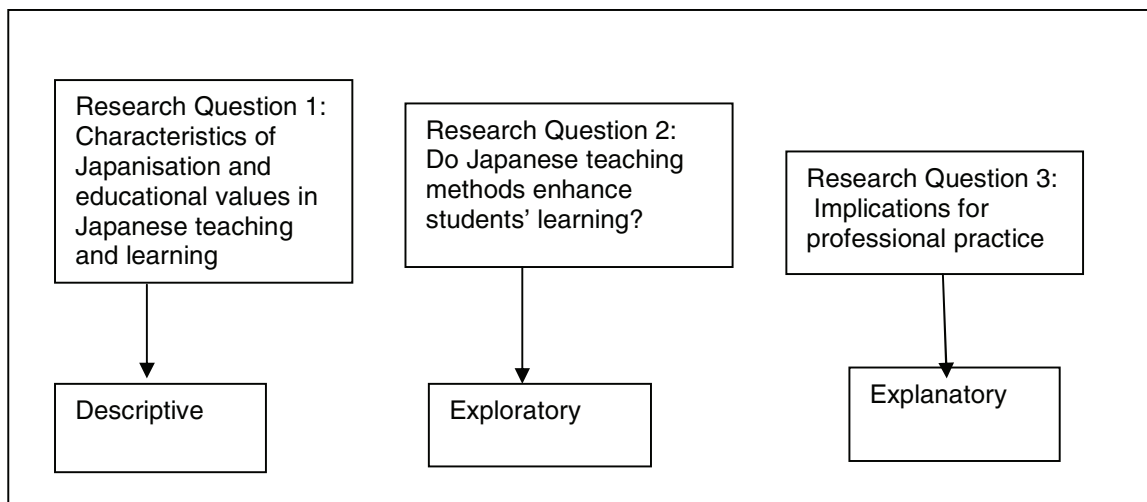 Research Question 1:
Characteristics of
Japanisation and
educational values in
Japanese teaching
and learning
Research Question 2:
Do Japanese teaching
methods enhance
students’ learning?
Research Question 3:
Implications for
professional practice
Descriptive
Exploratory
Explanatory